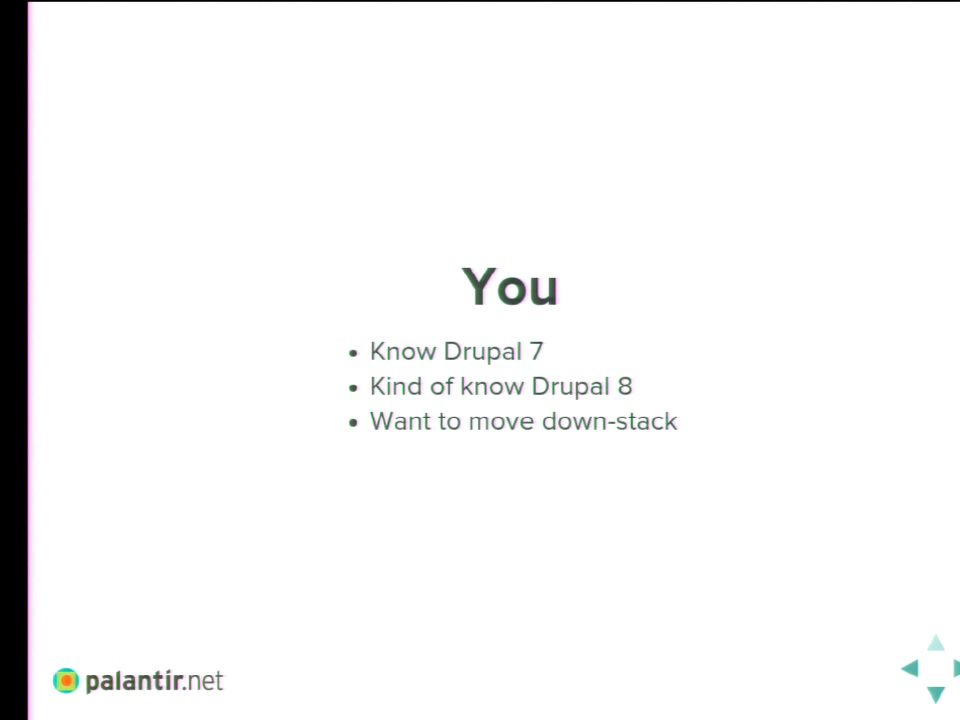 You
Know Drupal 7
Kind of know Drupal 8
Want to move down-stack
palantir.net